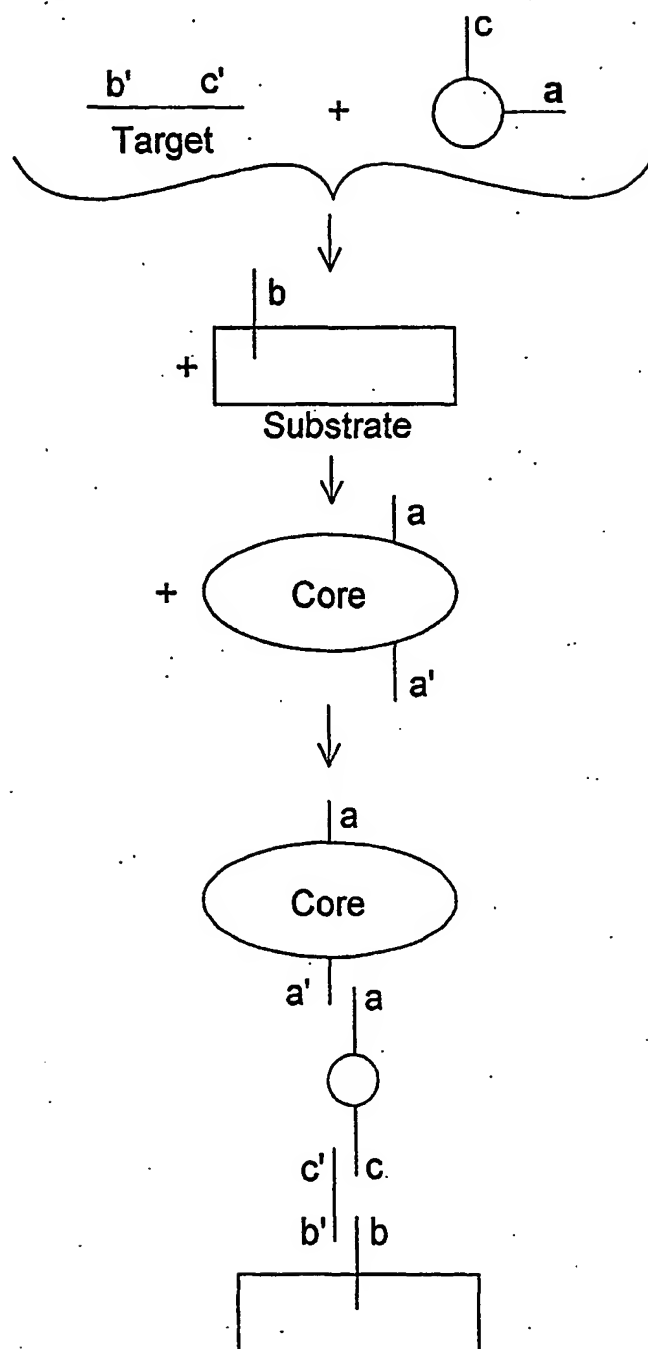 c
b' c' + a
Target
b
+
Substrate
a
+ Core
a'
a
Core
a' a
c' c
b' b